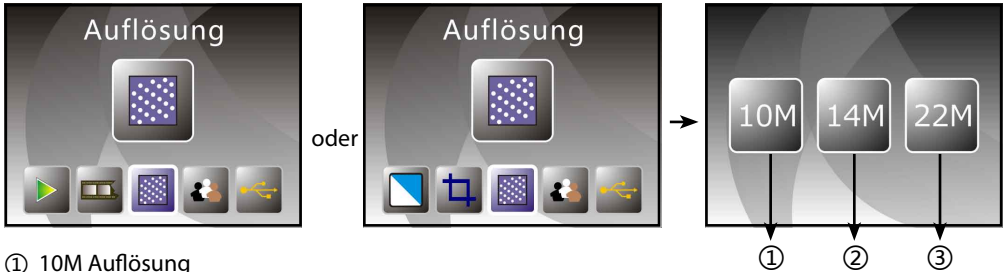 Auflösung
oder
Auflösung
10M 14M 22M
① ② ③
① 10M Auflösung